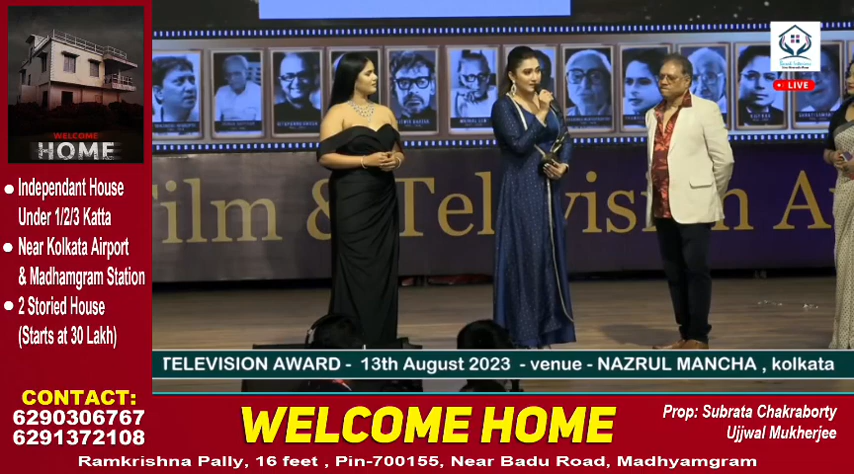 WELCOME
HOME
Independant House
Under 1/2/3 Katta
Near Kolkata Airport
& Madhamgram Station
2 Storied House
(Starts at 30 Lakh)
CONTACT:
6290306767
6291372108
LIVE
Film & Television Aw
TELEVISION AWARD - 13th August 2023 - venue - NAZRUL MANCHA , kolkata
WELCOME HOME
Prop: Subrata Chakraborty
Ujjwal Mukherjee
Ramkrishna Pally, 16 feet , Pin-700155, Near Badu Road, Madhyamgram